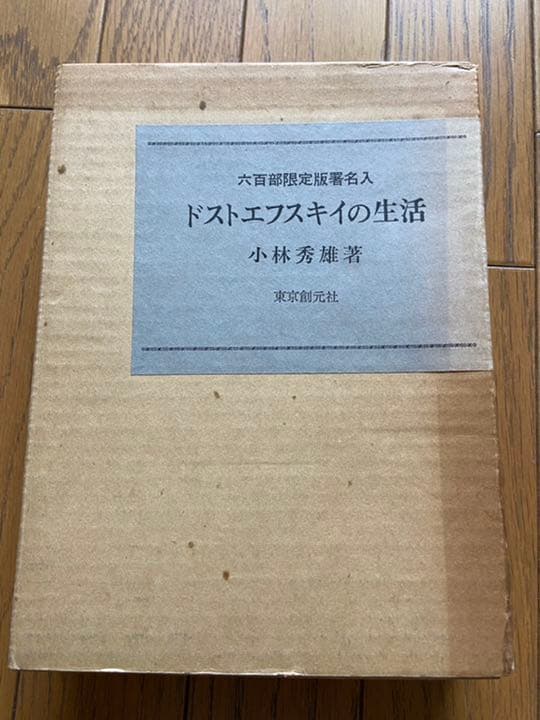 六百部限定版署名入
ドストエフスキイの生活
小林秀雄著
東京創元社